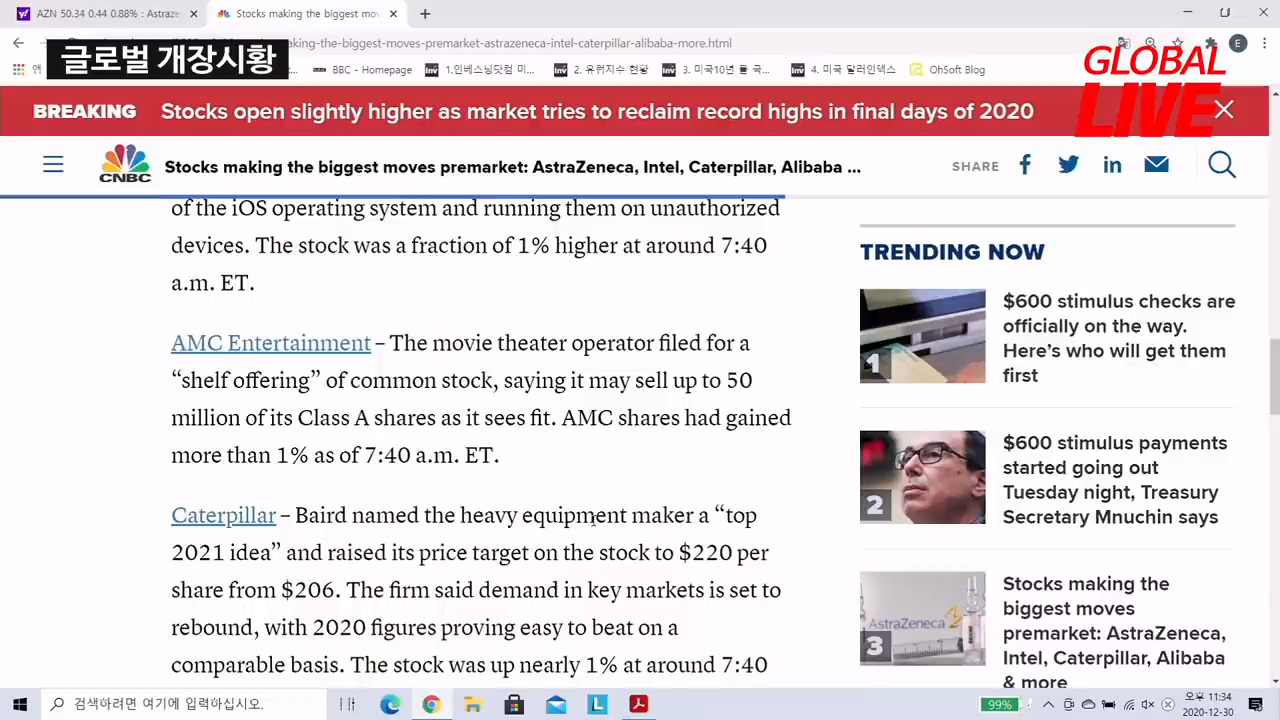 AZN 50.34 0.44 0.88% : Astraze
Stocks making the biggest mov
글로벌 개장시황
aking-the-biggest-moves-premarket-astrazeneca-intel-caterpillar-alibaba-more.html
E
BBC - Homepage
1.인베스팅닷컴 미...
2. 유럽지수 현황
3. 미국10년 물 국...
4. 미국 달러인덱스
OhSoft Blog
GLOBAL
LIVE
BREAKING
Stocks open slightly higher as market tries to reclaim record highs in final days of 2020
CNBC
Stocks making the biggest moves premarket: AstraZeneca, Intel, Caterpillar, Alibaba ...
SHARE
of the iOS operating system and running them on unauthorized
devices. The stock was a fraction of 1% higher at around 7:40
a.m. ET.
AMC Entertainment – The movie theater operator filed for a
“shelf offering” of common stock, saying it may sell up to 50
million of its Class A shares as it sees fit. AMC shares had gained
more than 1% as of 7:40 a.m. ET.
Caterpillar – Baird named the heavy equipment maker a “top
2021 idea” and raised its price target on the stock to $220 per
share from $206. The firm said demand in key markets is set to
rebound, with 2020 figures proving easy to beat on a
comparable basis. The stock was up nearly 1% at around 7:40
TRENDING NOW
1
$600 stimulus checks are
officially on the way.
Here’s who will get them
first
2
$600 stimulus payments
started going out
Tuesday night, Treasury
Secretary Mnuchin says
AstraZeneca
3
Stocks making the
biggest moves
premarket: AstraZeneca,
Intel, Caterpillar, Alibaba
& more
검색하려면 여기에 입력하십시오.
99%
오후 11:34
2020-12-30